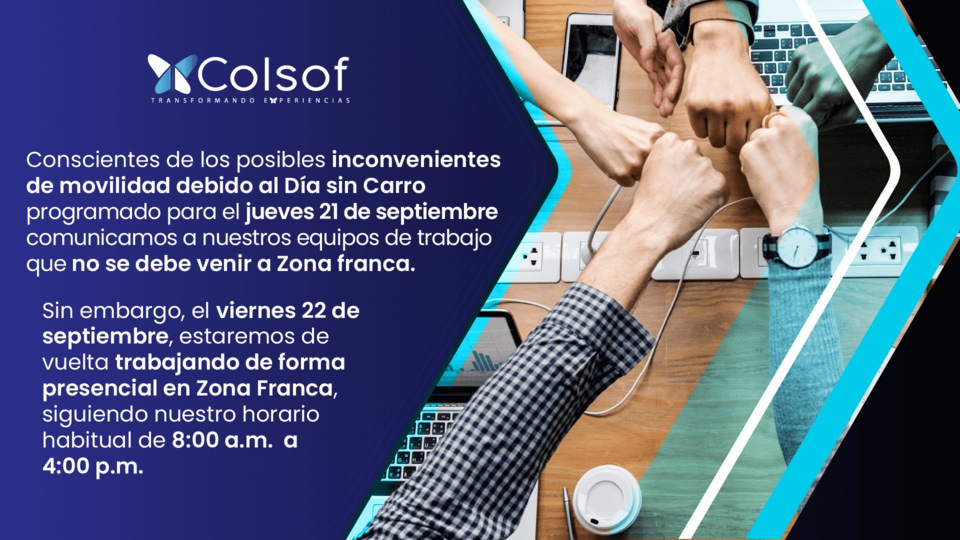 Colsof
TRANSFORMANDO EXPERIENCIAS
Conscientes de los posibles inconvenientes
de movilidad debido al Día sin Carro
programado para el jueves 21 de septiembre
comunicamos a nuestros equipos de trabajo
que no se debe venir a Zona franca.
Sin embargo, el viernes 22 de
septiembre, estaremos de
vuelta trabajando de forma
presencial en Zona Franca,
siguiendo nuestro horario
habitual de 8:00 a.m. a
4:00 p.m.